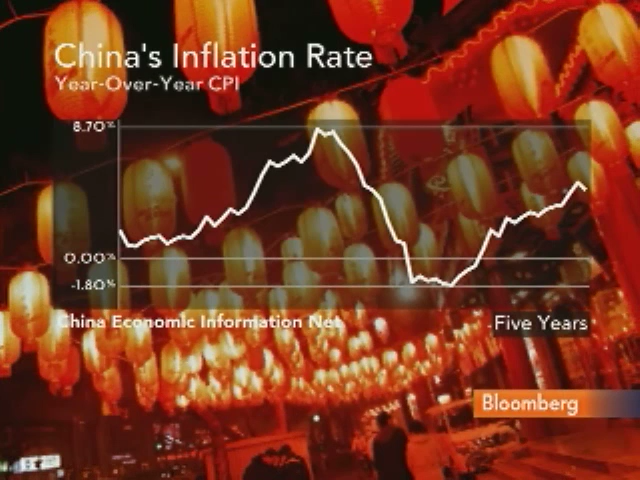 China's Inflation Rate
Year-Over-Year CPI
8.70%
0.00%
-1.80%
China Economic Information Net
Five Years
Bloomberg